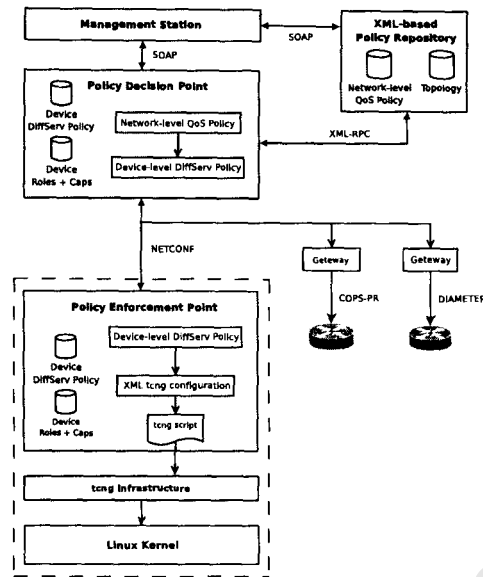 Management Station
XML-based
Policy Repository
SOAP
SOAP
Network-level
QoS Policy
Topology
Policy Decision Point
Device
DiffServ Policy
Network-level QoS Policy
Device
Roles + Caps
Device-level DiffServ Policy
XML-RPC
NETCONF
Geteway
Geteway
COPS-PR
DIAMETER
Policy Enforcement Point
Device-level DiffServ Policy
Device
DiffServ Policy
XML tcng configuration
Device
Roles + Caps
tcng script
tcng Infrastructure
Linux Kernel